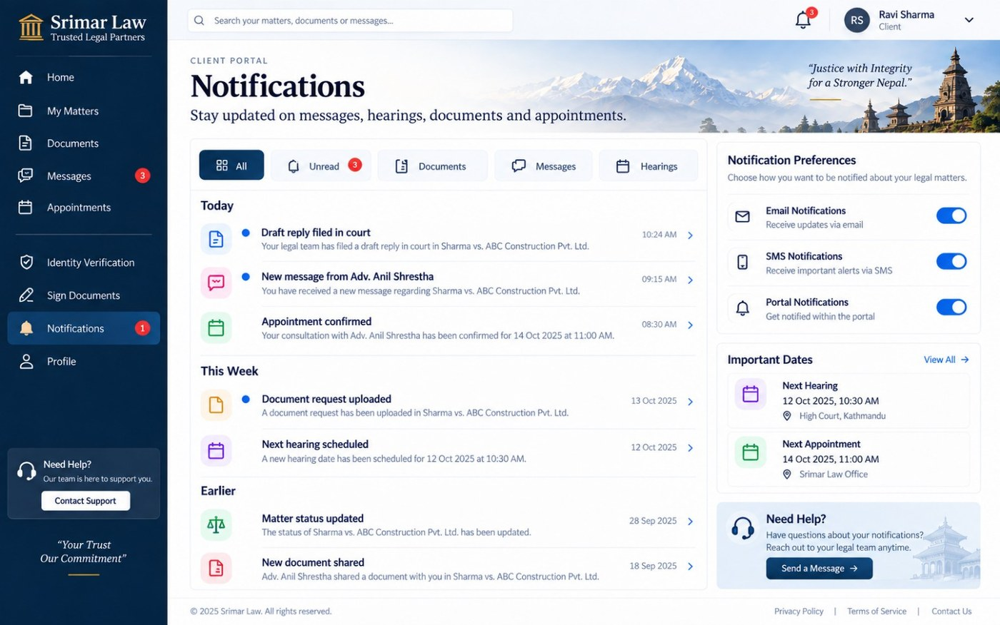 Srimar Law
Trusted Legal Partners
Home
My Matters
Documents
Messages 3
Appointments
Identity Verification
Sign Documents
Notifications 1
Profile
Need Help?
Our team is here to support you.
Contact Support
“Your Trust
Our Commitment”
Search your matters, documents or messages...
3
RS
Ravi Sharma
Client
CLIENT PORTAL
Notifications
Stay updated on messages, hearings, documents and appointments.
“Justice with Integrity
for a Stronger Nepal.”
All
Unread 3
Documents
Messages
Hearings
Today
Draft reply filed in court
Your legal team has filed a draft reply in court in Sharma vs. ABC Construction Pvt. Ltd.
10:24 AM
New message from Adv. Anil Shrestha
You have received a new message regarding Sharma vs. ABC Construction Pvt. Ltd.
09:15 AM
Appointment confirmed
Your consultation with Adv. Anil Shrestha has been confirmed for 14 Oct 2025 at 11:00 AM.
08:30 AM
This Week
Document request uploaded
A document request has been uploaded in Sharma vs. ABC Construction Pvt. Ltd.
13 Oct 2025
Next hearing scheduled
A new hearing date has been scheduled for 12 Oct 2025 at 10:30 AM.
12 Oct 2025
Earlier
Matter status updated
The status of Sharma vs. ABC Construction Pvt. Ltd. has been updated.
28 Sep 2025
New document shared
Adv. Anil Shrestha shared a document with you in Sharma vs. ABC Construction Pvt. Ltd.
18 Sep 2025
Notification Preferences
Choose how you want to be notified about your legal matters.
Email Notifications
Receive updates via email
SMS Notifications
Receive important alerts via SMS
Portal Notifications
Get notified within the portal
Important Dates
View All →
Next Hearing
12 Oct 2025, 10:30 AM
High Court, Kathmandu
Next Appointment
14 Oct 2025, 11:00 AM
Srimar Law Office
Need Help?
Have questions about your notifications?
Reach out to your legal team anytime.
Send a Message →
© 2025 Srimar Law. All rights reserved.
Privacy Policy | Terms of Service | Contact Us